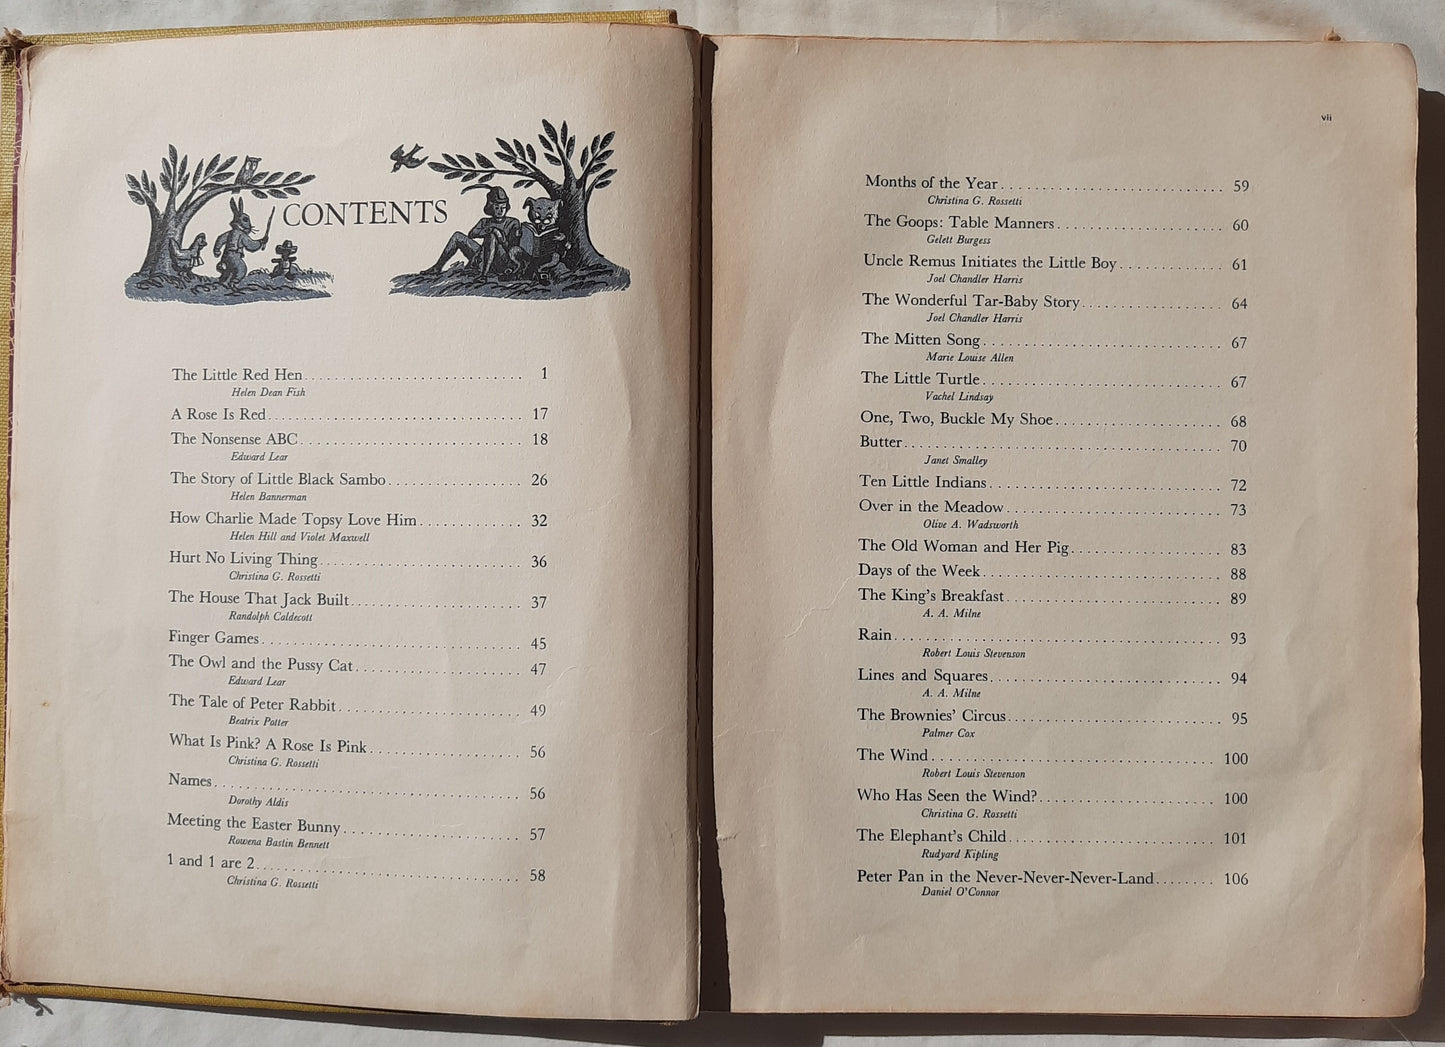 CONTENTS
The Little Red Hen . . . . . . . . . . . . . . . . . . . . . . . . . . . . . 1
Helen Dean Fish
A Rose Is Red . . . . . . . . . . . . . . . . . . . . . . . . . . . . . 17
The Nonsense ABC . . . . . . . . . . . . . . . . . . . . . . . . . . . . . 18
Edward Lear
The Story of Little Black Sambo . . . . . . . . . . . . . . . . . 26
Helen Bannerman
How Charlie Made Topsy Love Him . . . . . . . . . . . . . 32
Helen Hill and Violet Maxwell
Hurt No Living Thing . . . . . . . . . . . . . . . . . . . . . . . . . 36
Christina G. Rossetti
The House That Jack Built . . . . . . . . . . . . . . . . . . . . . 37
Randolph Caldecott
Finger Games . . . . . . . . . . . . . . . . . . . . . . . . . . . . . 45
The Owl and the Pussy Cat . . . . . . . . . . . . . . . . . . . . . 47
Edward Lear
The Tale of Peter Rabbit . . . . . . . . . . . . . . . . . . . . . . . 49
Beatrix Potter
What Is Pink? A Rose Is Pink . . . . . . . . . . . . . . . . . . . 56
Christina G. Rossetti
Names . . . . . . . . . . . . . . . . . . . . . . . . . . . . . 56
Dorothy Aldis
Meeting the Easter Bunny . . . . . . . . . . . . . . . . . . . . . 57
Rowena Bastin Bennett
1 and 1 are 2 . . . . . . . . . . . . . . . . . . . . . . . . . . . . . 58
Christina G. Rossetti
vii
Months of the Year . . . . . . . . . . . . . . . . . . . . . . . . . . . 59
Christina G. Rossetti
The Goops: Table Manners . . . . . . . . . . . . . . . . . . . . . 60
Gelett Burgess
Uncle Remus Initiates the Little Boy . . . . . . . . . . . . . 61
Joel Chandler Harris
The Wonderful Tar-Baby Story . . . . . . . . . . . . . . . . . 64
Joel Chandler Harris
The Mitten Song . . . . . . . . . . . . . . . . . . . . . . . . . . . . . 67
Marie Louise Allen
The Little Turtle . . . . . . . . . . . . . . . . . . . . . . . . . . . . . 67
Vachel Lindsay
One, Two, Buckle My Shoe . . . . . . . . . . . . . . . . . . . . . 68
Butter . . . . . . . . . . . . . . . . . . . . . . . . . . . . . 70
Janet Smalley
Ten Little Indians . . . . . . . . . . . . . . . . . . . . . . . . . . . . . 72
Over in the Meadow . . . . . . . . . . . . . . . . . . . . . . . . . . . 73
Olive A. Wadsworth
The Old Woman and Her Pig . . . . . . . . . . . . . . . . . . . 83
Days of the Week . . . . . . . . . . . . . . . . . . . . . . . . . . . . . 88
The King's Breakfast . . . . . . . . . . . . . . . . . . . . . . . . . . . 89
A. A. Milne
Rain . . . . . . . . . . . . . . . . . . . . . . . . . . . . . 93
Robert Louis Stevenson
Lines and Squares . . . . . . . . . . . . . . . . . . . . . . . . . . . . . 94
A. A. Milne
The Brownies' Circus . . . . . . . . . . . . . . . . . . . . . . . . . . . 95
Palmer Cox
The Wind . . . . . . . . . . . . . . . . . . . . . . . . . . . . . 100
Robert Louis Stevenson
Who Has Seen the Wind? . . . . . . . . . . . . . . . . . . . . . . . 100
Christina G. Rossetti
The Elephant's Child . . . . . . . . . . . . . . . . . . . . . . . . . . . 101
Rudyard Kipling
Peter Pan in the Never-Never-Never-Land . . . . . . . . 106
Daniel O'Connor